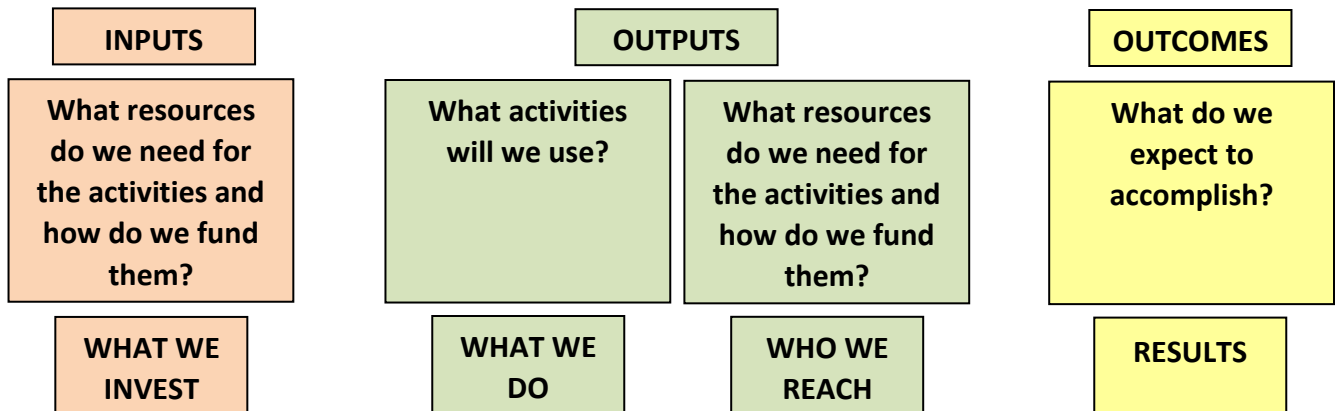 INPUTS
What resources
do we need for
the activities and
how do we fund
them?
WHAT WE
INVEST
OUTPUTS
What activities
will we use?
WHAT WE
DO
What resources
do we need for
the activities and
how do we fund
them?
WHO WE
REACH
OUTCOMES
What do we
expect to
accomplish?
RESULTS